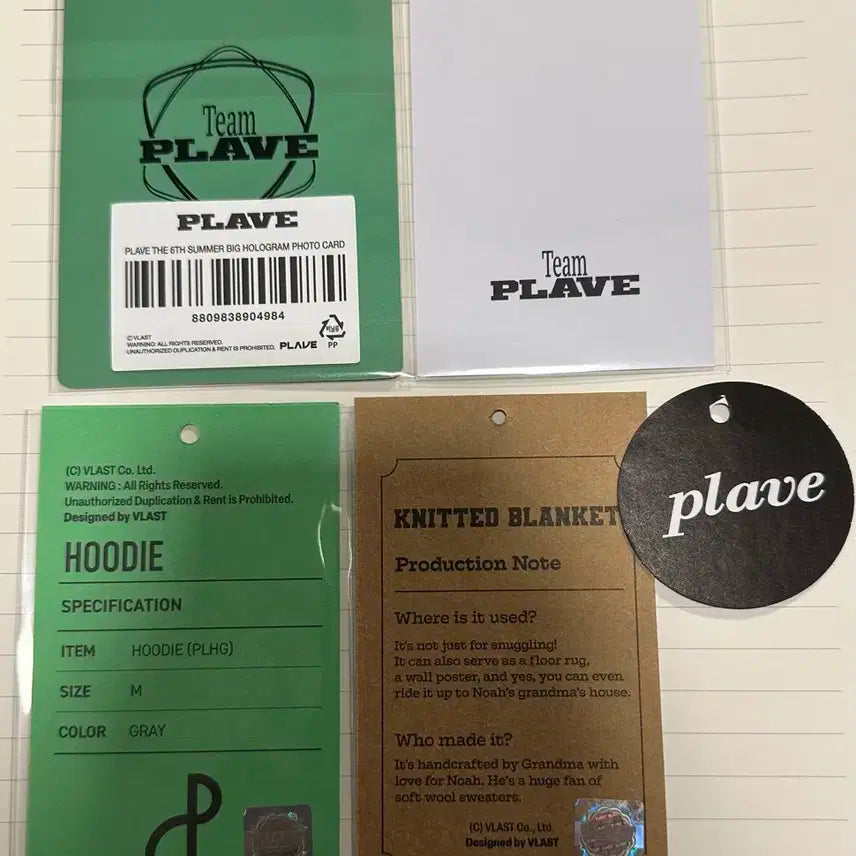 Team
PLAVE
PLAVE
PLAVE THE 6TH SUMMER BIG HOLOGRAM PHOTO CARD
8809838904984
ⓒ VLAST
WARNING: ALL RIGHTS RESERVED.
UNAUTHORIZED DUPLICATION & RENT IS PROHIBITED. PLAVE
비닐류
PP
Team
PLAVE
(C) VLAST Co. Ltd.
WARNING : All Rights Reserved.
Unauthorized Duplication & Rent is Prohibited.
Designed by VLAST
HOODIE
SPECIFICATION
ITEM HOODIE (PLHG)
SIZE M
COLOR GRAY
KNITTED BLANKET
Production Note
Where is it used?
It's not just for snuggling!
It can also serve as a floor rug,
a wall poster, and yes, you can even
ride it up to Noah's grandma's house.
Who made it?
It's handcrafted by Grandma with
love for Noah. He's a huge fan of
soft wool sweaters.
(C) VLAST Co., Ltd.
Designed by VLAST
plave